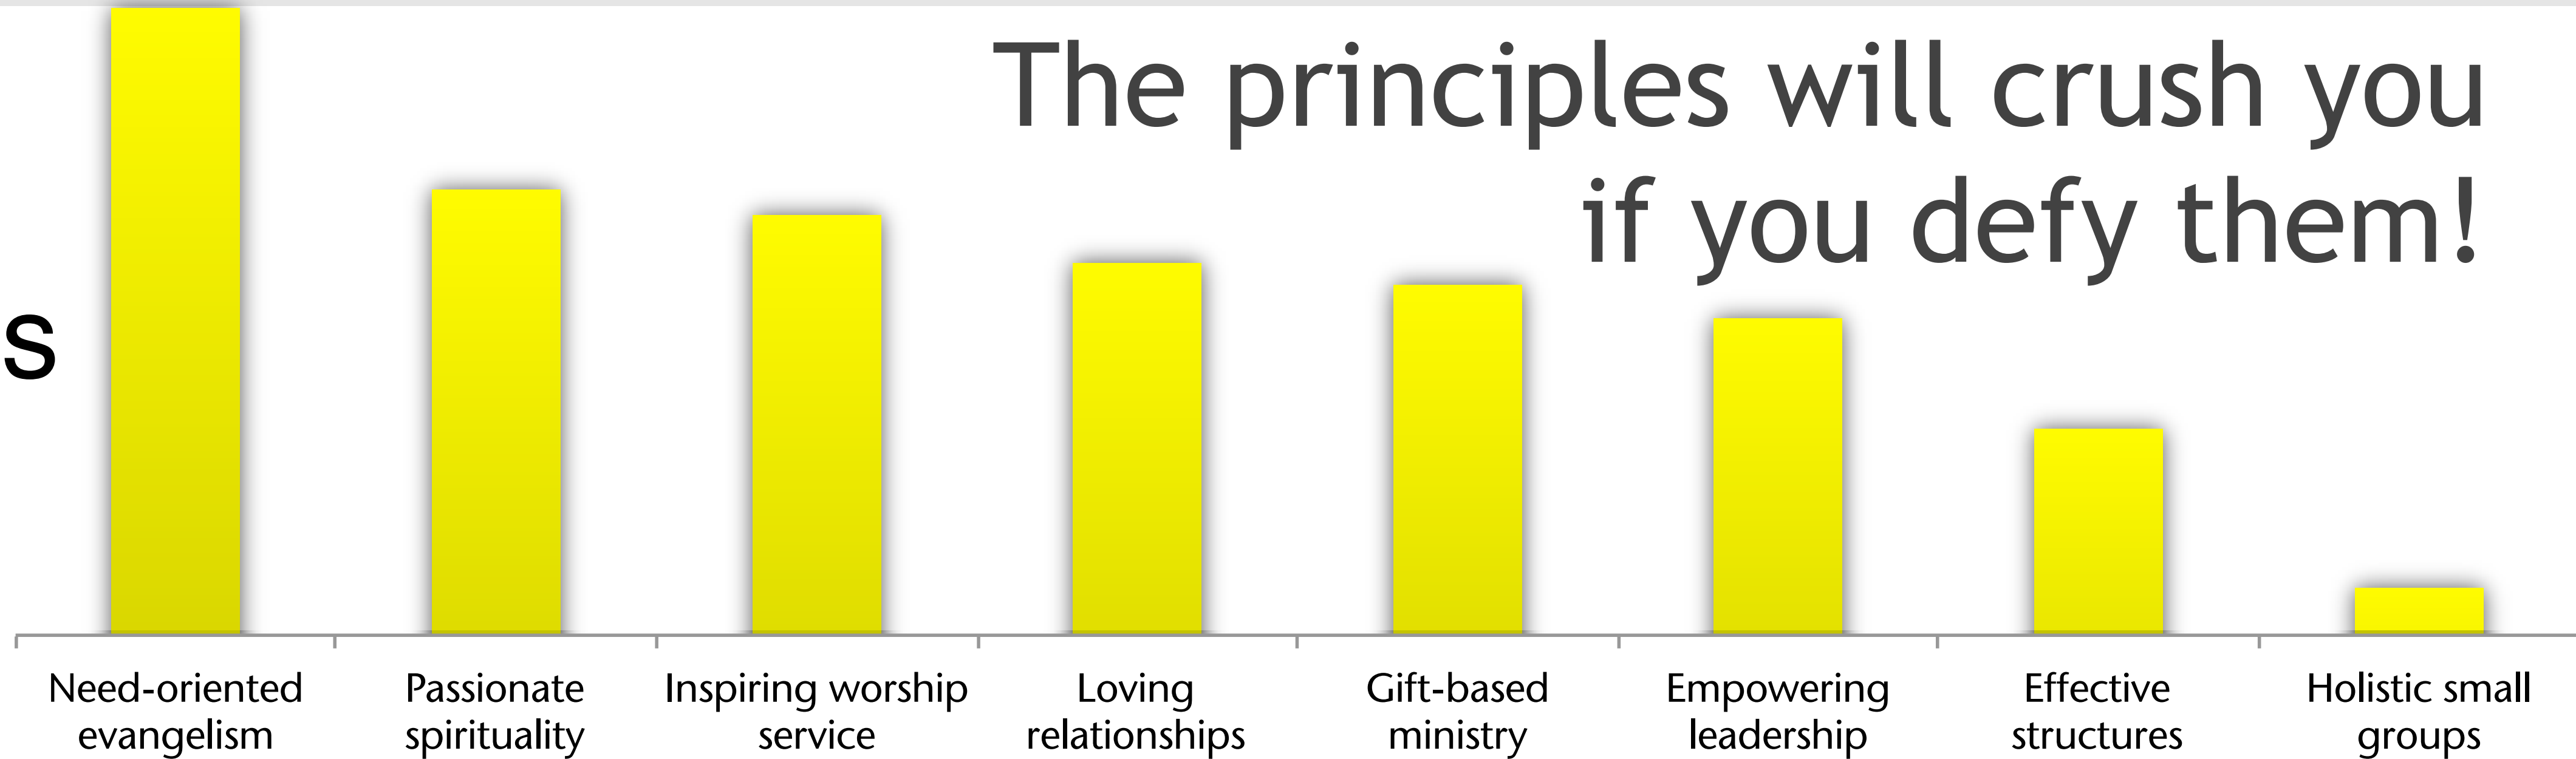 The principles will crush you
if you defy them!
s
Need-oriented
evangelism
Passionate
spirituality
Inspiring worship
service
Loving
relationships
Gift-based
ministry
Empowering
leadership
Effective
structures
Holistic small
groups